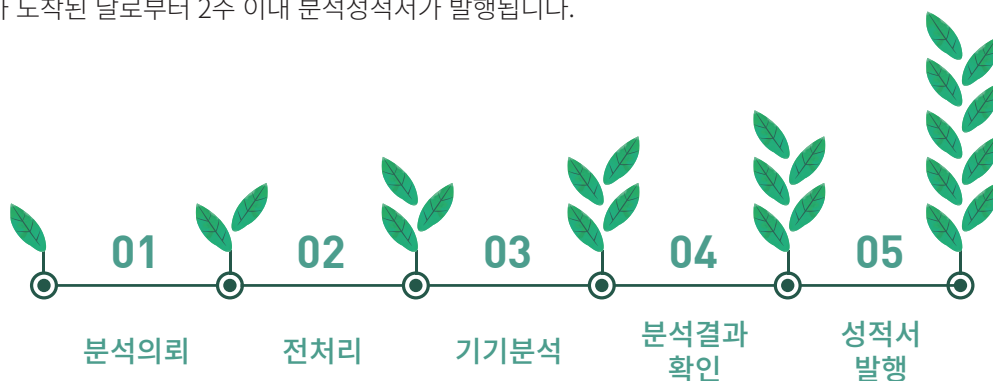 도착된 날로부터 2주 이내 분석성적서가 발행됩니다.
01 02 03 04 05
분석의뢰 전처리 기기분석 분석결과 확인 성적서 발행